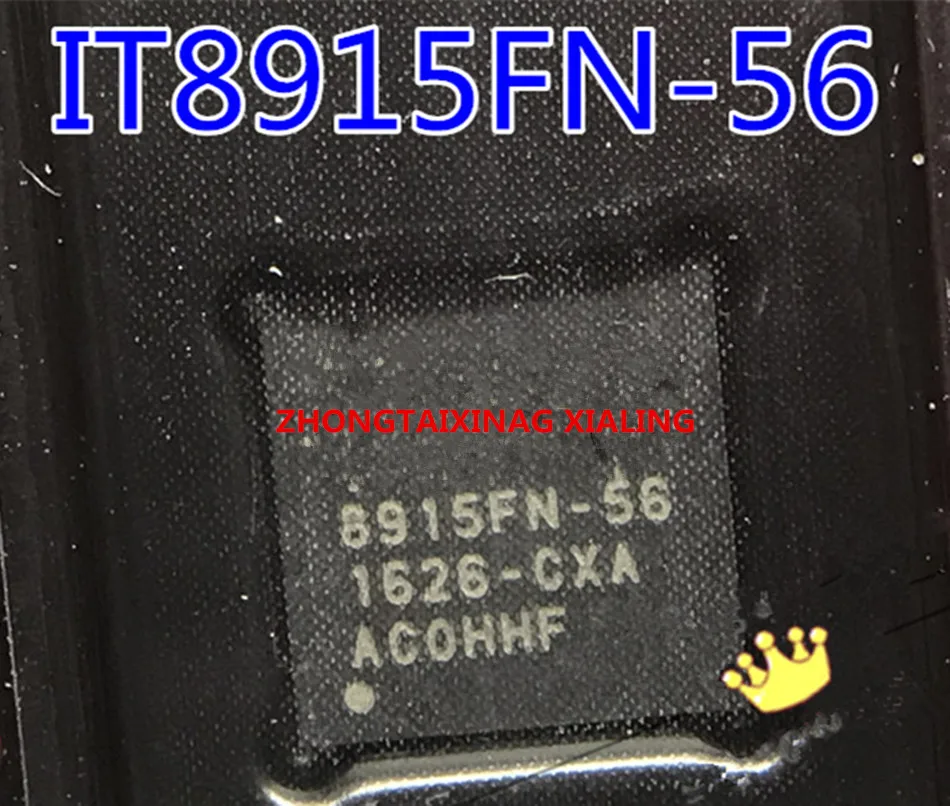 IT8915FN-56
ZHONGTAIXINAG XIALING
8915FN-56
1626-CXA
ACOHHF